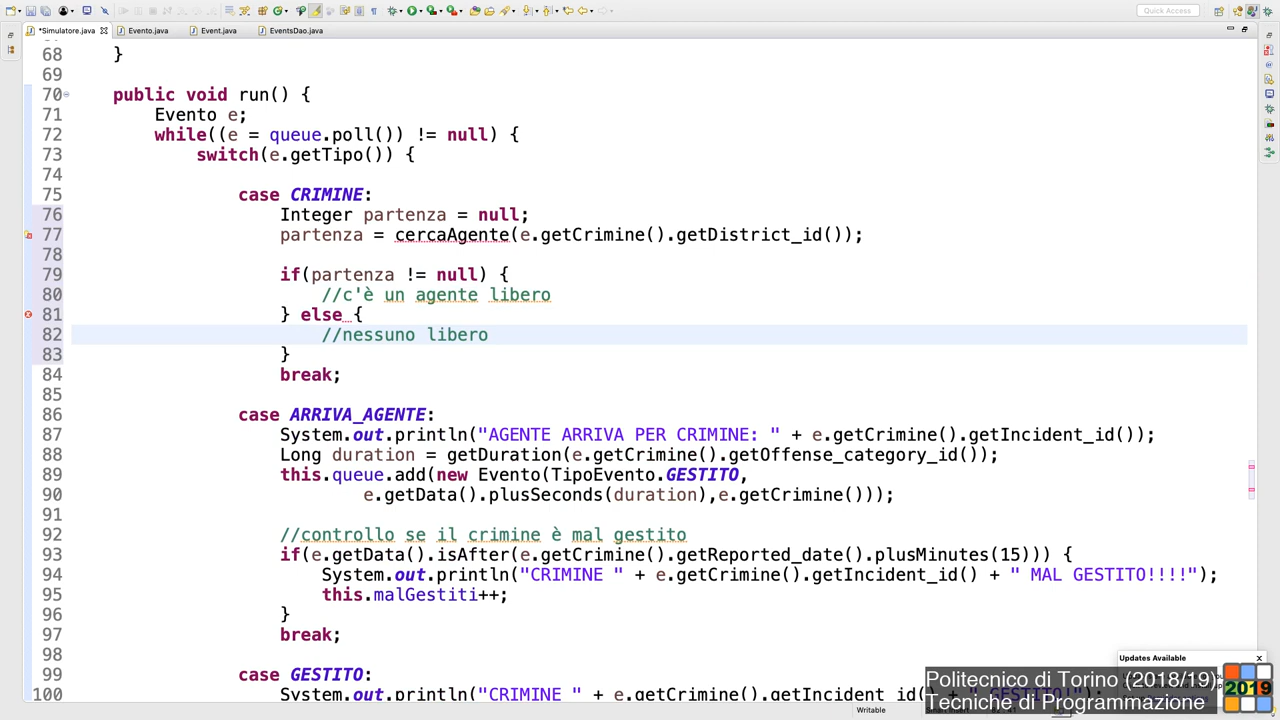 Quick Access
*Simulatore.java
Evento.java
Event.java
EventsDao.java
68 }
69
70 public void run() {
71 Evento e;
72 while((e = queue.poll()) != null) {
73 switch(e.getTipo()) {
74
75 case CRIMINE:
76 Integer partenza = null;
77 partenza = cercaAgente(e.getCrimine().getDistrict_id());
78
79 if(partenza != null) {
80 //c'è un agente libero
81 } else {
82 //nessuno libero
83 }
84 break;
85
86 case ARRIVA_AGENTE:
87 System.out.println("AGENTE ARRIVA PER CRIMINE: " + e.getCrimine().getIncident_id());
88 Long duration = getDuration(e.getCrimine().getOffense_category_id());
89 this.queue.add(new Evento(TipoEvento.GESTITO,
90 e.getData().plusSeconds(duration),e.getCrimine()));
91
92 //controllo se il crimine è mal gestito
93 if(e.getData().isAfter(e.getCrimine().getReported_date().plusMinutes(15))) {
94 System.out.println("CRIMINE " + e.getCrimine().getIncident_id() + " MAL GESTITO!!!!");
95 this.malGestiti++;
96 }
97 break;
98
99 case GESTITO:
100 System.out.println("CRIMINE " + e.getCrimine().getIncident_id() + " GESTITO!");
Updates Available
Politecnico di Torino (2018/19)
Tecniche di Programmazione
2019
Writable